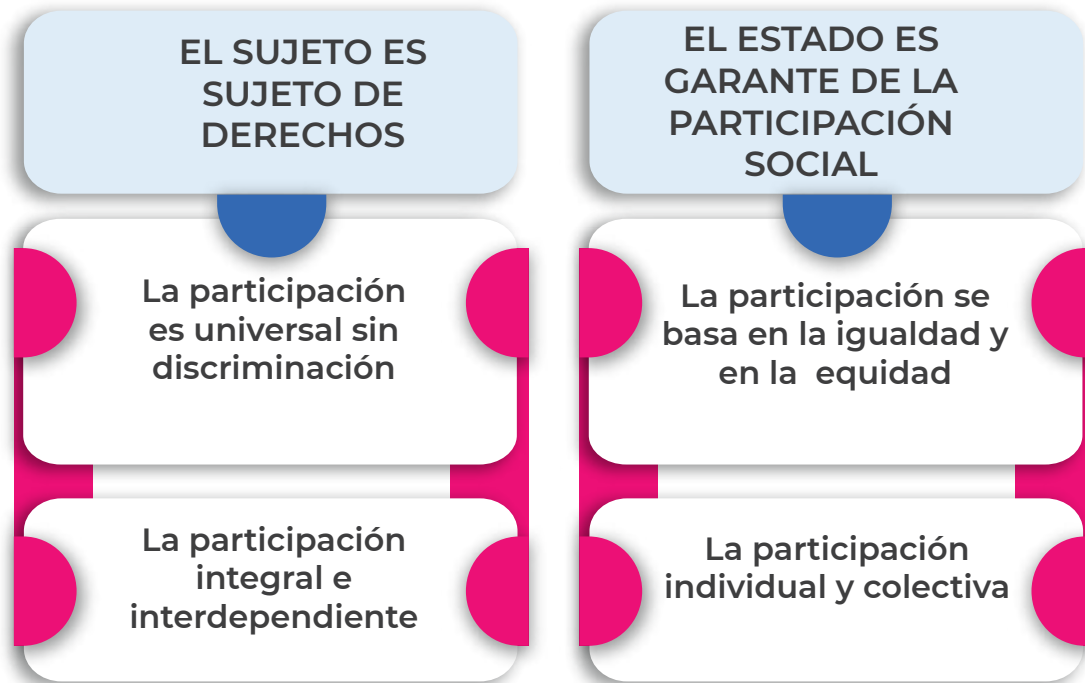 EL SUJETO ES
SUJETO DE
DERECHOS
La participación
es universal sin
discriminación
La participación
integral e
interdependiente
EL ESTADO ES
GARANTE DE LA
PARTICIPACIÓN
SOCIAL
La participación se
basa en la igualdad y
en la equidad
La participación
individual y colectiva